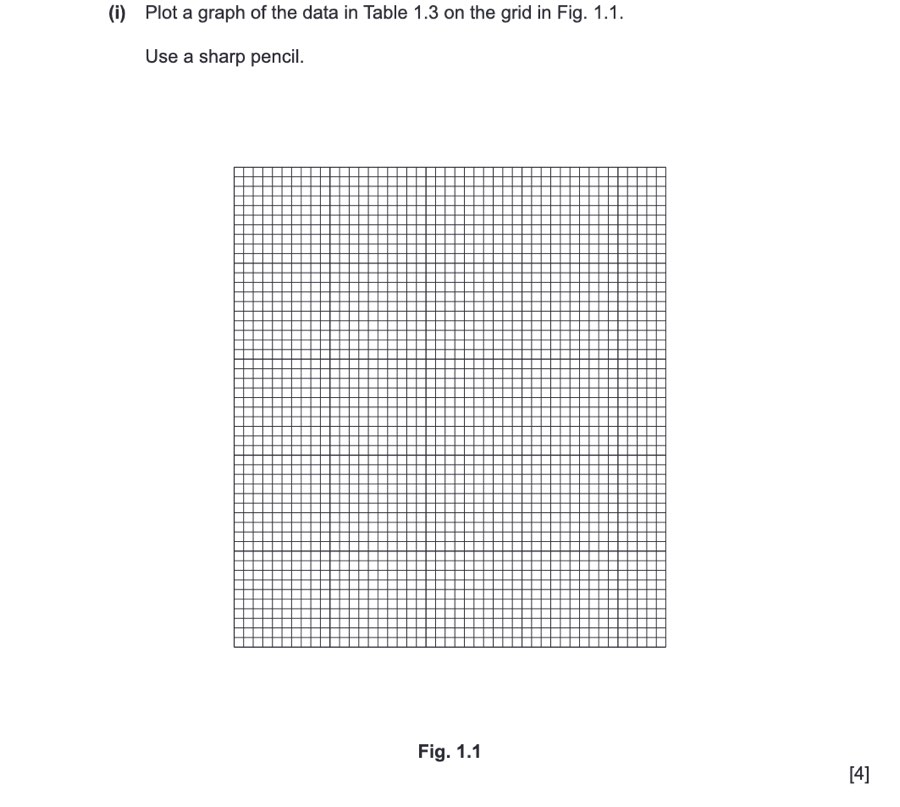 (i) Plot a graph of the data in Table 1.3 on the grid in Fig. 1.1.
Use a sharp pencil.
Fig. 1.1
[4]